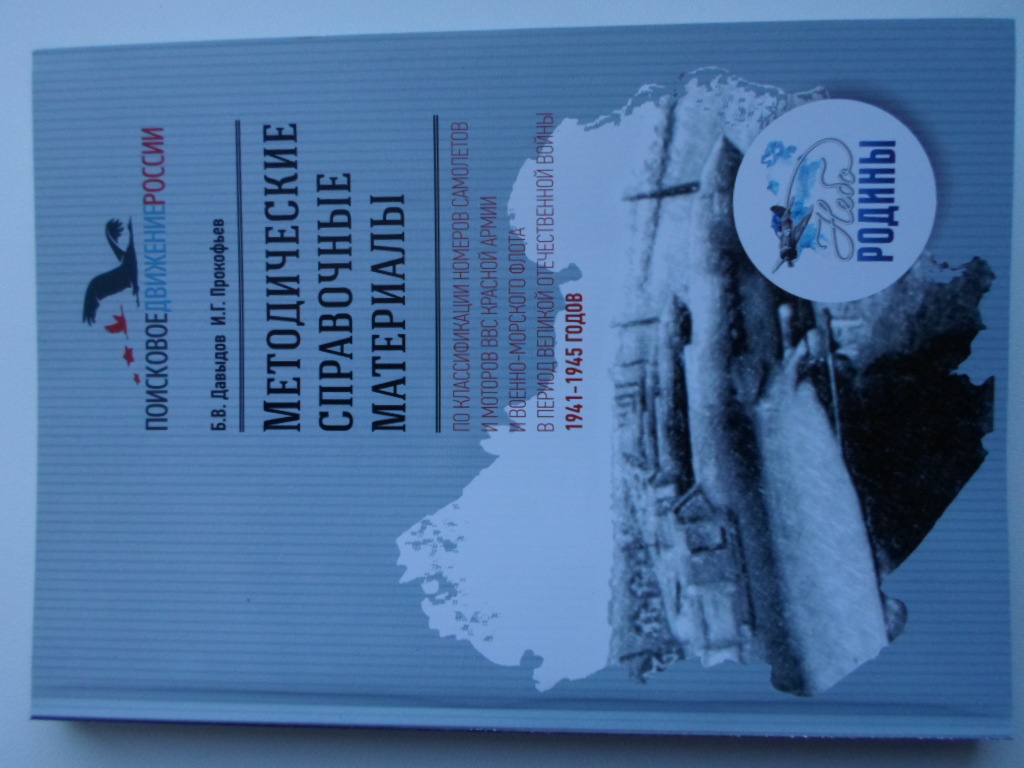 ПОИСКОВОЕДВИЖЕНИЕРОССИИ
Б.В. Давыдов И.Г. Прокофьев
МЕТОДИЧЕСКИЕ
СПРАВОЧНЫЕ
МАТЕРИАЛЫ
ПО КЛАССИФИКАЦИИ НОМЕРОВ САМОЛЕТОВ
И МОТОРОВ ВВС КРАСНОЙ АРМИИ
И ВОЕННО-МОРСКОГО ФЛОТА
В ПЕРИОД ВЕЛИКОЙ ОТЕЧЕСТВЕННОЙ ВОЙНЫ
1941-1945 ГОДОВ
Небо
РОДИНЫ